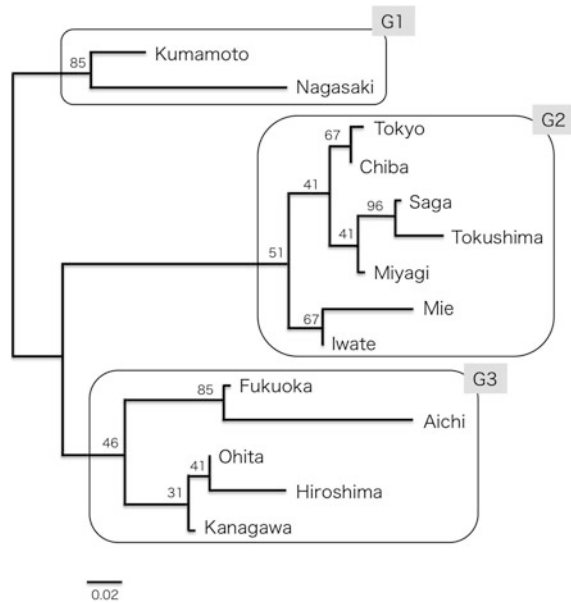 G1
85
Kumamoto
Nagasaki
G2
67
Tokyo
Chiba
41
96
Saga
Tokushima
41
Miyagi
51
Mie
67
Iwate
G3
85
Fukuoka
Aichi
46
Ohita
41
Hiroshima
31
Kanagawa
0.02